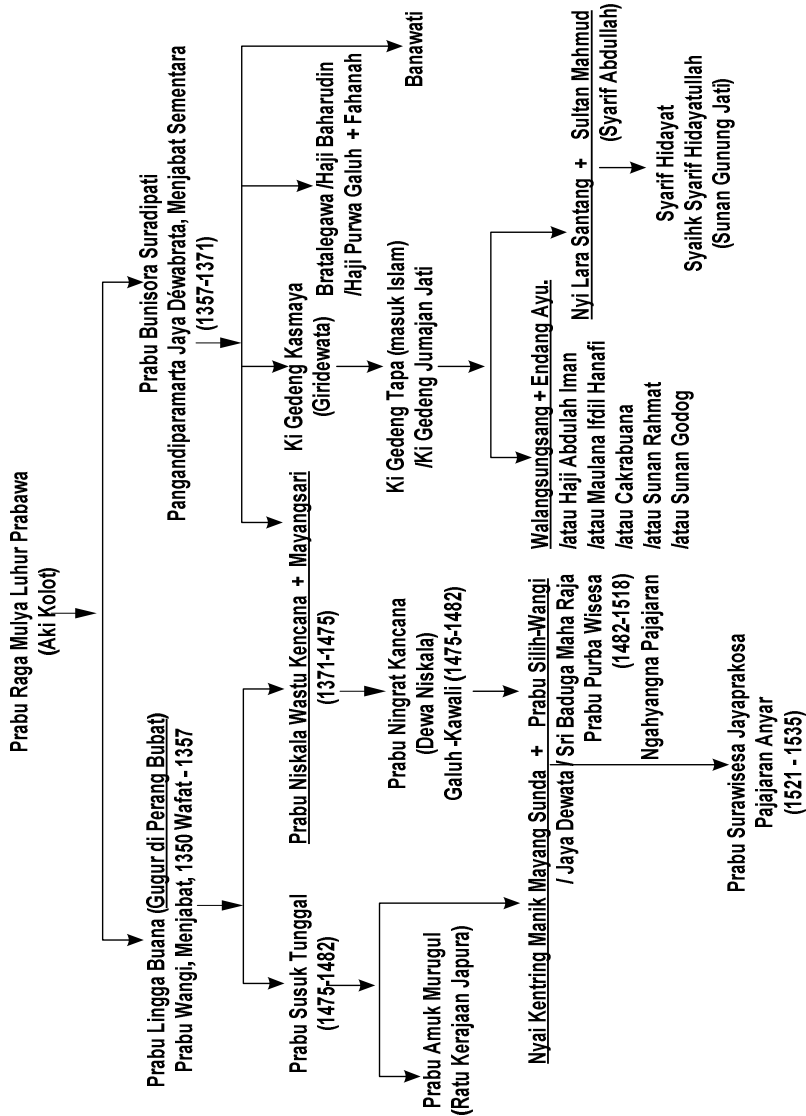 Prabu Raga Mulya Luhur Prabawa
(Aki Kolot)
Prabu Lingga Buana (Gugur di Perang Bubat)
Prabu Wangi, Menjabat, 1350 Wafat - 1357
Prabu Bunisora Suradipati
Pangandiparamarta Jaya Déwabrata, Menjabat Sementara
(1357-1371)
Prabu Susuk Tunggal
(1475-1482)
Prabu Niskala Wastu Kencana + Mayangsari
(1371-1475)
Ki Gedeng Kasmaya
(Giridewata)
Bratalegawa /Haji Baharudin
/Haji Purwa Galuh + Fahanah
Banawati
Prabu Amuk Murugul
(Ratu Kerajaan Japura)
Prabu Ningrat Kancana
(Dewa Niskala)
Galuh -Kawali (1475-1482)
Ki Gedeng Tapa (masuk Islam)
/Ki Gedeng Jumajan Jati
Nyai Kentring Manik Mayang Sunda + Prabu Silih-Wangi
/ Jaya Dewata / Sri Baduga Maha Raja
Prabu Purba Wisesa
(1482-1518)
Ngahyangna Pajajaran
Walangsungsang + Endang Ayu.
/atau Haji Abdulah Iman
/atau Maulana Ifdil Hanafi
/atau Cakrabuana
/atau Sunan Rahmat
/atau Sunan Godog
Nyi Lara Santang + Sultan Mahmud
(Syarif Abdullah)
Syarif Hidayat
Syaihk Syarif Hidayatullah
(Sunan Gunung Jati)
Prabu Surawisesa Jayaprakosa
Pajajaran Anyar
(1521 - 1535)